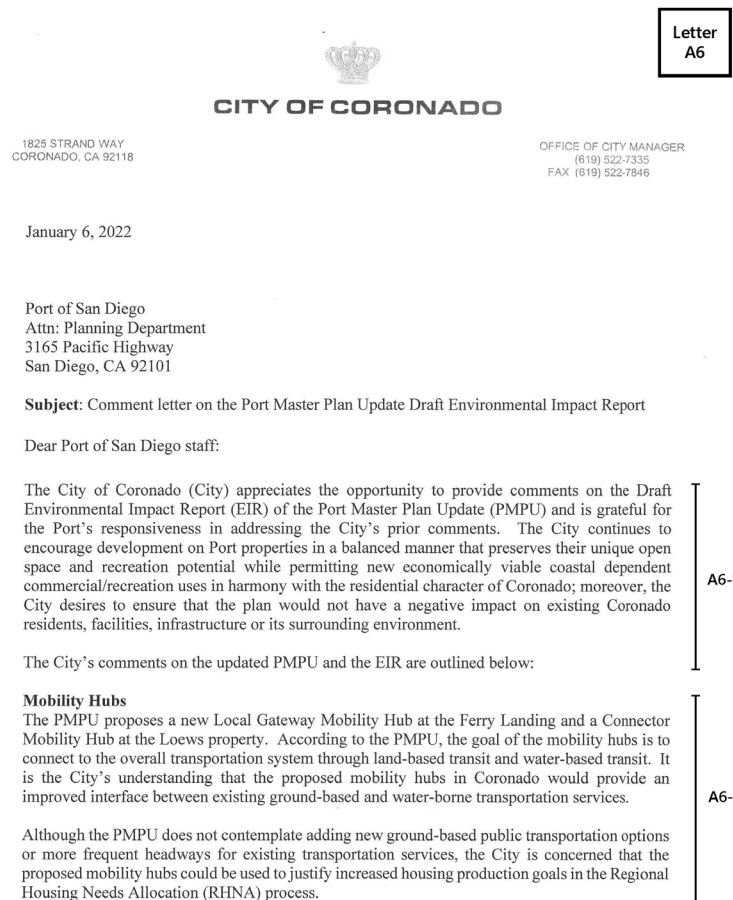 Letter
A6
CITY OF CORONADO
1825 STRAND WAY
CORONADO, CA 92118
OFFICE OF CITY MANAGER
(619) 522-7335
FAX (619) 522-7846
January 6, 2022
Port of San Diego
Attn: Planning Department
3165 Pacific Highway
San Diego, CA 92101
Subject: Comment letter on the Port Master Plan Update Draft Environmental Impact Report
Dear Port of San Diego staff:
The City of Coronado (City) appreciates the opportunity to provide comments on the Draft
Environmental Impact Report (EIR) of the Port Master Plan Update (PMPU) and is grateful for
the Port's responsiveness in addressing the City's prior comments. The City continues to
encourage development on Port properties in a balanced manner that preserves their unique open
space and recreation potential while permitting new economically viable coastal dependent
commercial/recreation uses in harmony with the residential character of Coronado; moreover, the
City desires to ensure that the plan would not have a negative impact on existing Coronado
residents, facilities, infrastructure or its surrounding environment.
A6-
The City's comments on the updated PMPU and the EIR are outlined below:
Mobility Hubs
The PMPU proposes a new Local Gateway Mobility Hub at the Ferry Landing and a Connector
Mobility Hub at the Loews property. According to the PMPU, the goal of the mobility hubs is to
connect to the overall transportation system through land-based transit and water-based transit. It
is the City's understanding that the proposed mobility hubs in Coronado would provide an
improved interface between existing ground-based and water-borne transportation services.
A6-
Although the PMPU does not contemplate adding new ground-based public transportation options
or more frequent headways for existing transportation services, the City is concerned that the
proposed mobility hubs could be used to justify increased housing production goals in the Regional
Housing Needs Allocation (RHNA) process.